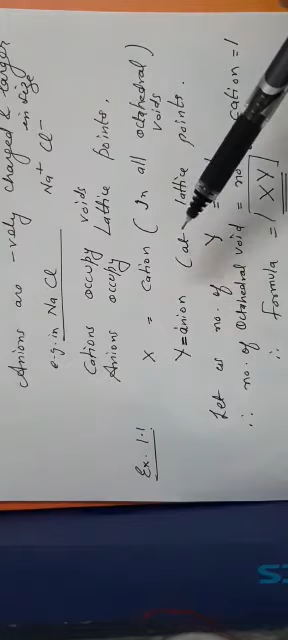 Anions are -vely charged & larger
in size
e.g. in NaCl Na+ Cl-
Cations occupy voids
Anions occupy Lattice points.
Ex. 1.1 X = Cation ( In all octahedral )
voids
Y = anion ( at lattice points.
Let us no. of Y =
∴ no. of octahedral void = no. cation = 1
∴ formula = XY